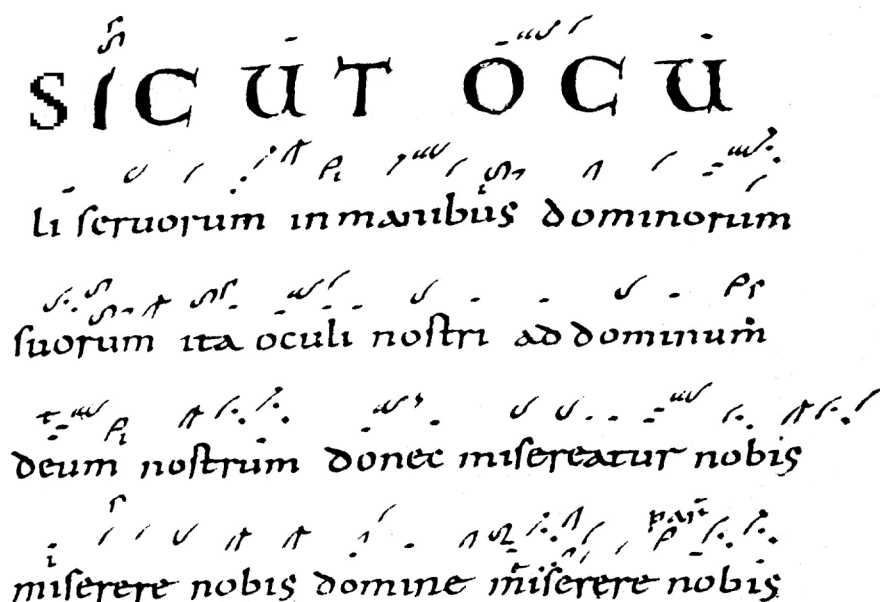 SICUT OCU
li seruorum in manibus dominorum
suorum ita oculi nostri ad dominum
deum nostrum donec misereatur nobis
miserere nobis domine miserere nobis